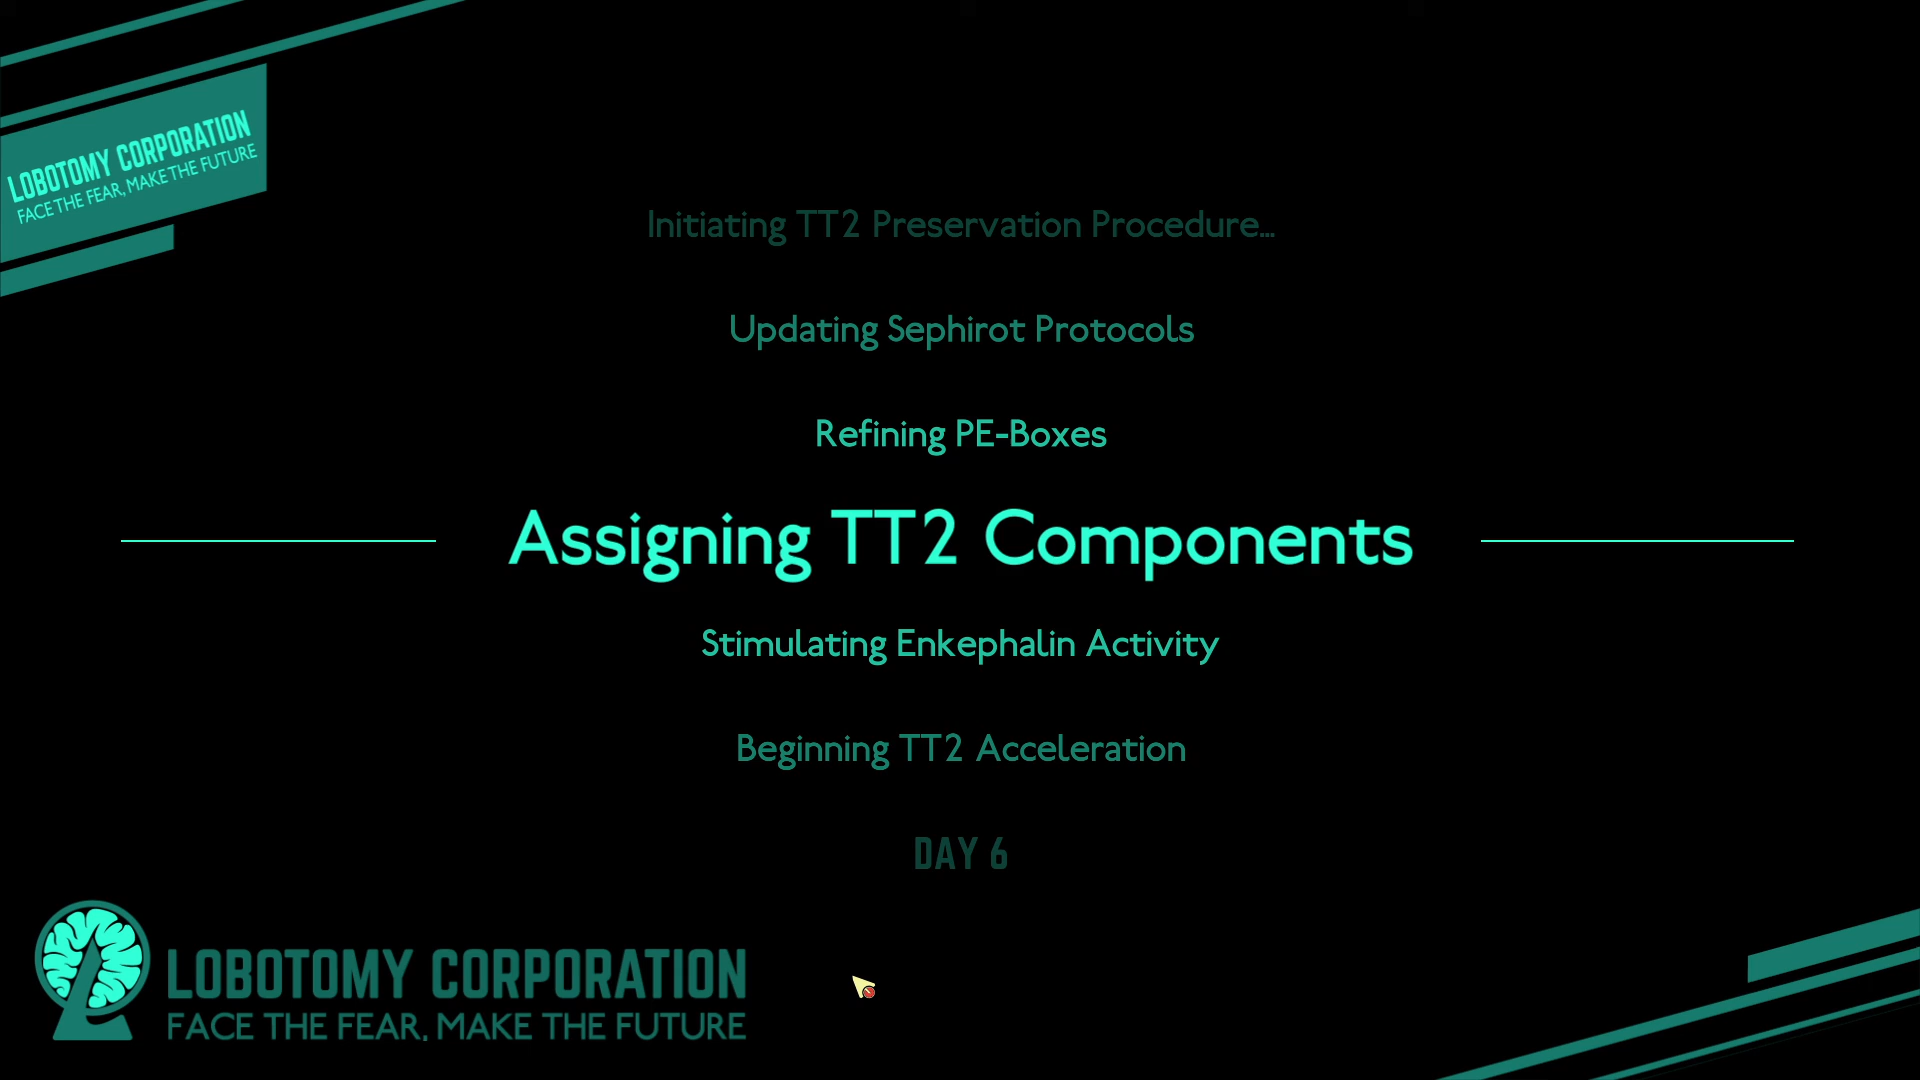 LOBOTOMY CORPORATION
FACE THE FEAR, MAKE THE FUTURE
Initiating TT2 Preservation Procedure...
Updating Sephirot Protocols
Refining PE-Boxes
Assigning TT2 Components
Stimulating Enkephalin Activity
Beginning TT2 Acceleration
DAY 6
LOBOTOMY CORPORATION
FACE THE FEAR, MAKE THE FUTURE